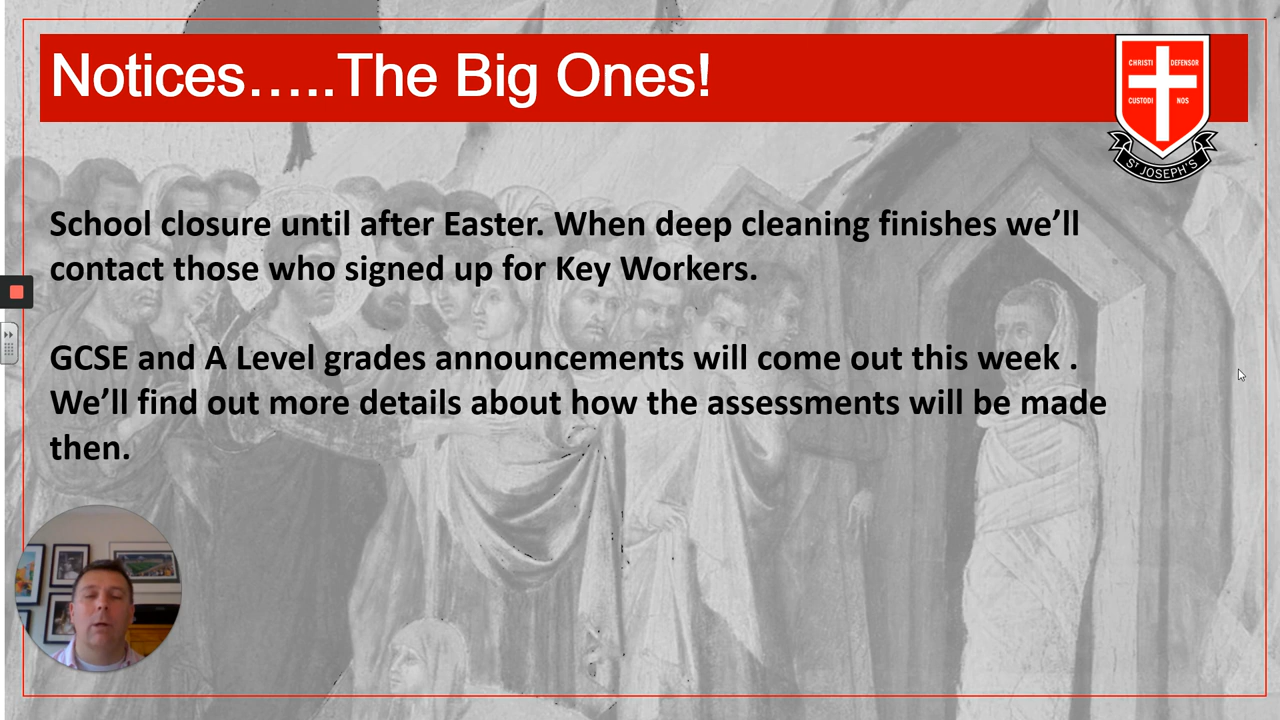 Notices.....The Big Ones!
CHRISTI DEFENSOR
CUSTODI NOS
ST JOSEPH'S
School closure until after Easter. When deep cleaning finishes we’ll
contact those who signed up for Key Workers.
GCSE and A Level grades announcements will come out this week .
We’ll find out more details about how the assessments will be made
then.